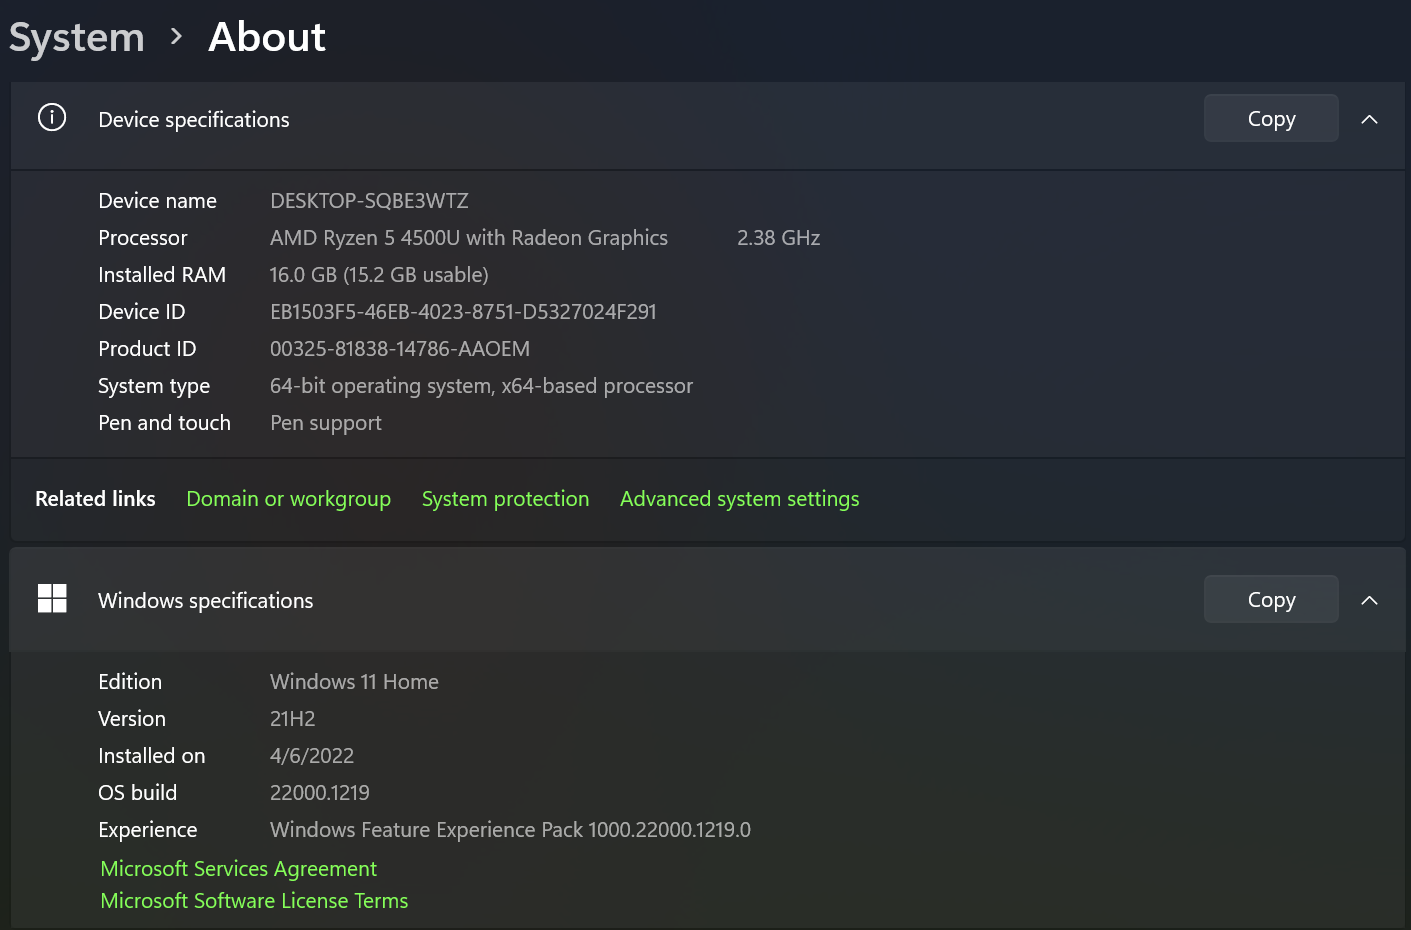 System > About
Device specifications Copy
Device name DESKTOP-SQBE3WTZ
Processor AMD Ryzen 5 4500U with Radeon Graphics 2.38 GHz
Installed RAM 16.0 GB (15.2 GB usable)
Device ID EB1503F5-46EB-4023-8751-D5327024F291
Product ID 00325-81838-14786-AAOEM
System type 64-bit operating system, x64-based processor
Pen and touch Pen support
Related links Domain or workgroup System protection Advanced system settings
Windows specifications Copy
Edition Windows 11 Home
Version 21H2
Installed on 4/6/2022
OS build 22000.1219
Experience Windows Feature Experience Pack 1000.22000.1219.0
Microsoft Services Agreement
Microsoft Software License Terms